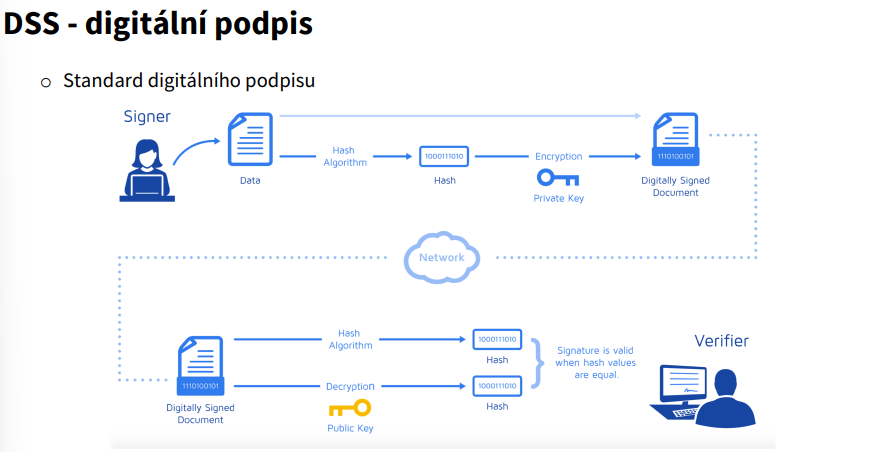 DSS - digitální podpis
o Standard digitálního podpisu
Signer
Data
Hash
Algorithm
1000111010
Hash
Encryption
Private Key
1110100101
Digitally Signed
Document
Network
1110100101
Digitally Signed
Document
Hash
Algorithm
1000111010
Hash
Decryption
Public Key
1000111010
Hash
Signature is valid
when hash values
are equal.
Verifier